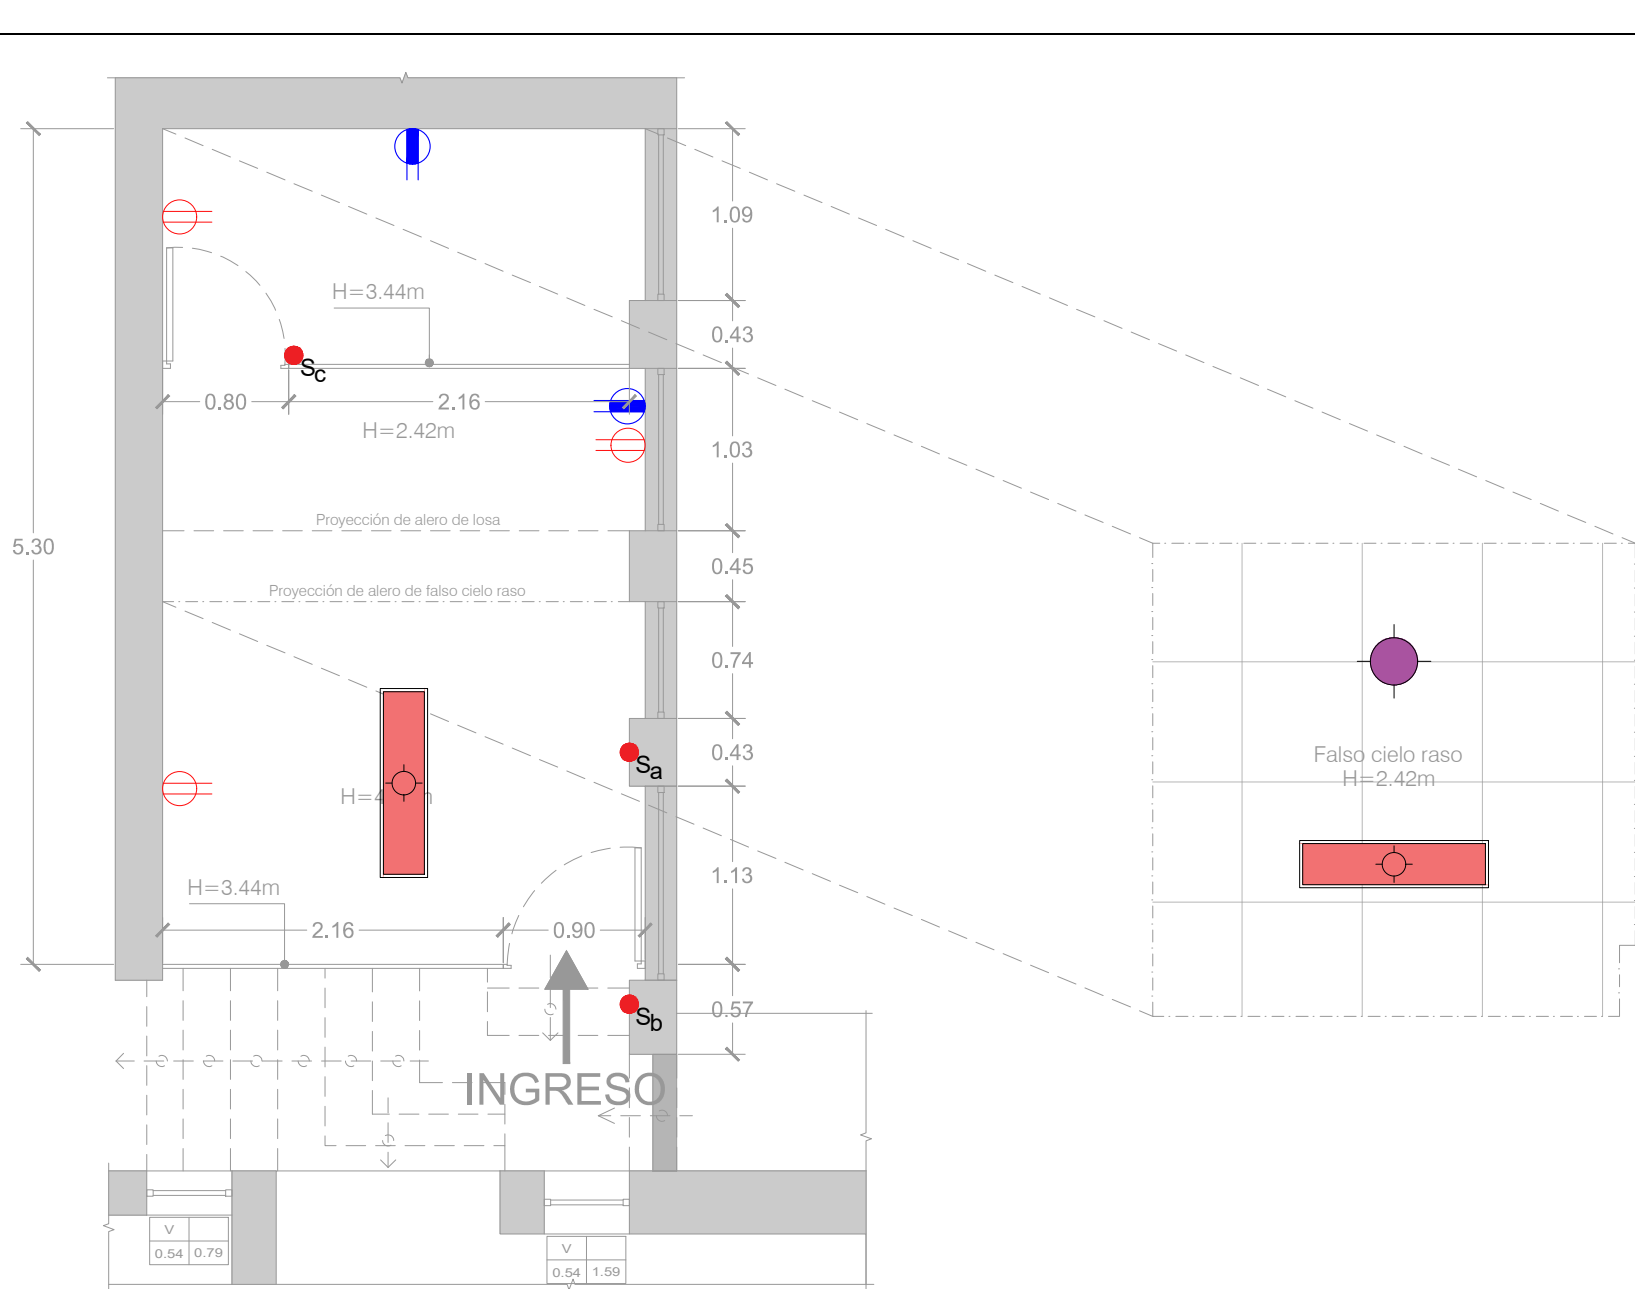 1.09
H=3.44m
0.43
Sc
0.80
2.16
H=2.42m
1.03
Proyección de alero de losa
5.30
0.45
Proyección de alero de falso cielo raso
0.74
0.43
Sa
Falso cielo raso
H=2.42m
1.13
H=3.44m
2.16
0.90
0.57
Sb
INGRESO
V
0.54 0.79
V
0.54 1.59